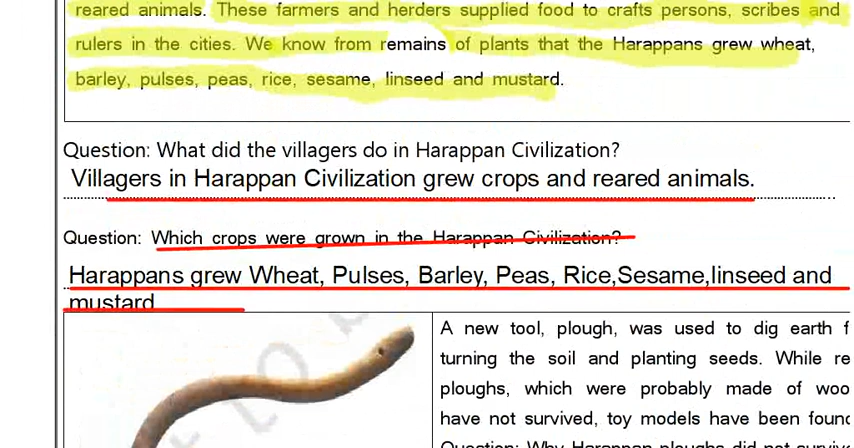 reared animals. These farmers and herders supplied food to crafts persons, scribes and
rulers in the cities. We know from remains of plants that the Harappans grew wheat,
barley, pulses, peas, rice, sesame, linseed and mustard.
Question: What did the villagers do in Harappan Civilization?
Villagers in Harappan Civilization grew crops and reared animals.
Question: Which crops were grown in the Harappan Civilization?
Harappans grew Wheat, Pulses, Barley, Peas, Rice,Sesame,linseed and
mustard
A new tool, plough, was used to dig earth f
turning the soil and planting seeds. While re
ploughs, which were probably made of woo
have not survived, toy models have been found